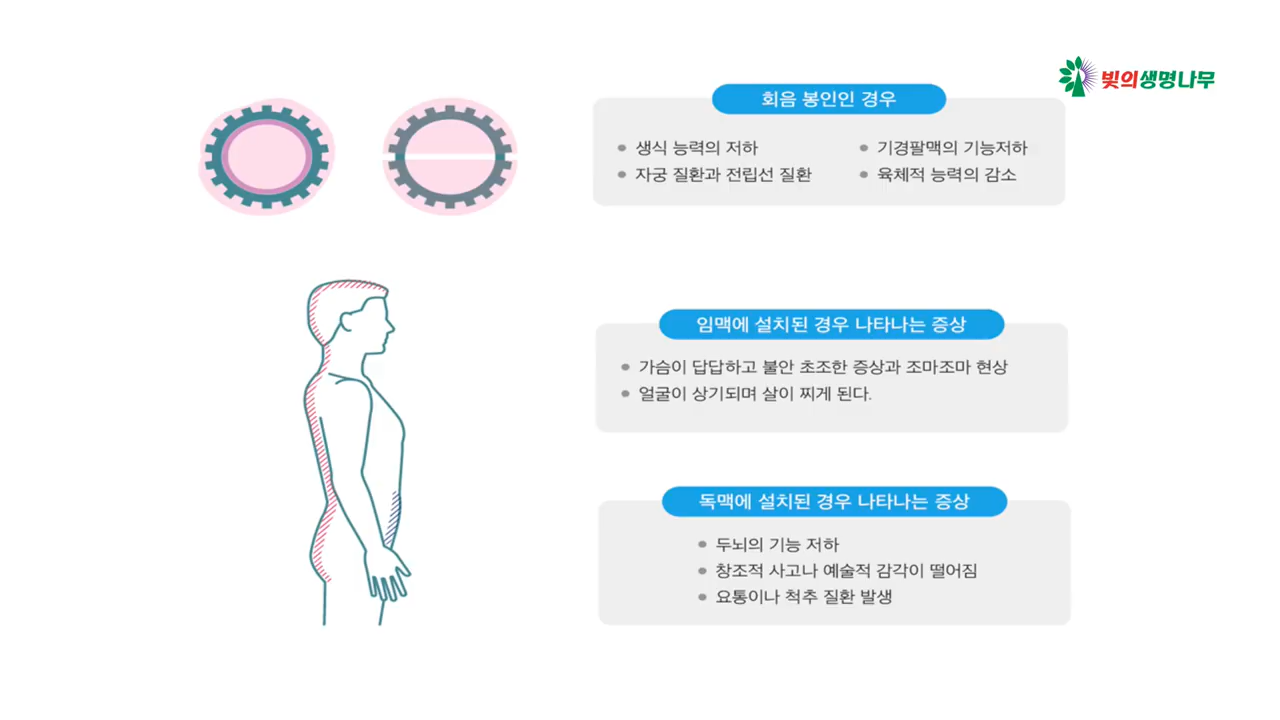 빛의생명나무
회음 봉인인 경우
생식 능력의 저하
자궁 질환과 전립선 질환
기경팔맥의 기능저하
육체적 능력의 감소
임맥에 설치된 경우 나타나는 증상
가슴이 답답하고 불안 초조한 증상과 조마조마 현상
얼굴이 상기되며 살이 찌게 된다.
독맥에 설치된 경우 나타나는 증상
두뇌의 기능 저하
창조적 사고나 예술적 감각이 떨어짐
요통이나 척추 질환 발생